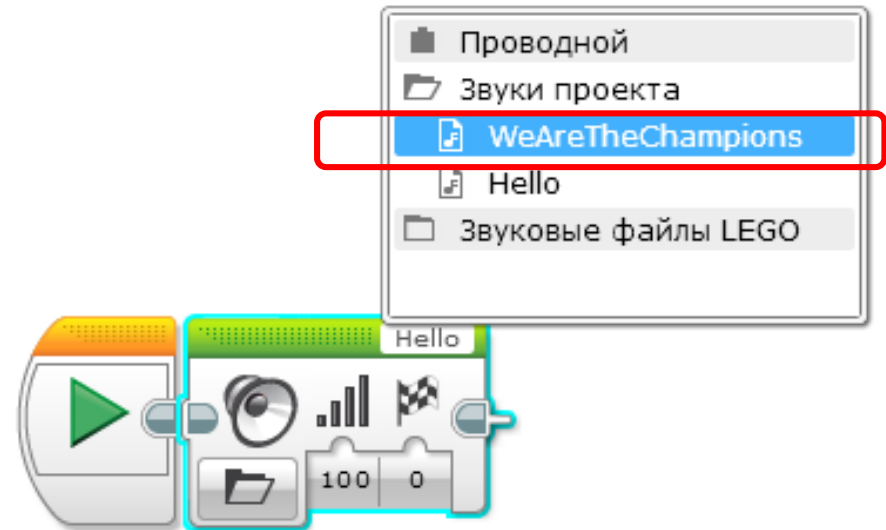 Проводной
Звуки проекта
WeAreTheChampions
Hello
Звуковые файлы LEGO
Hello
100 0